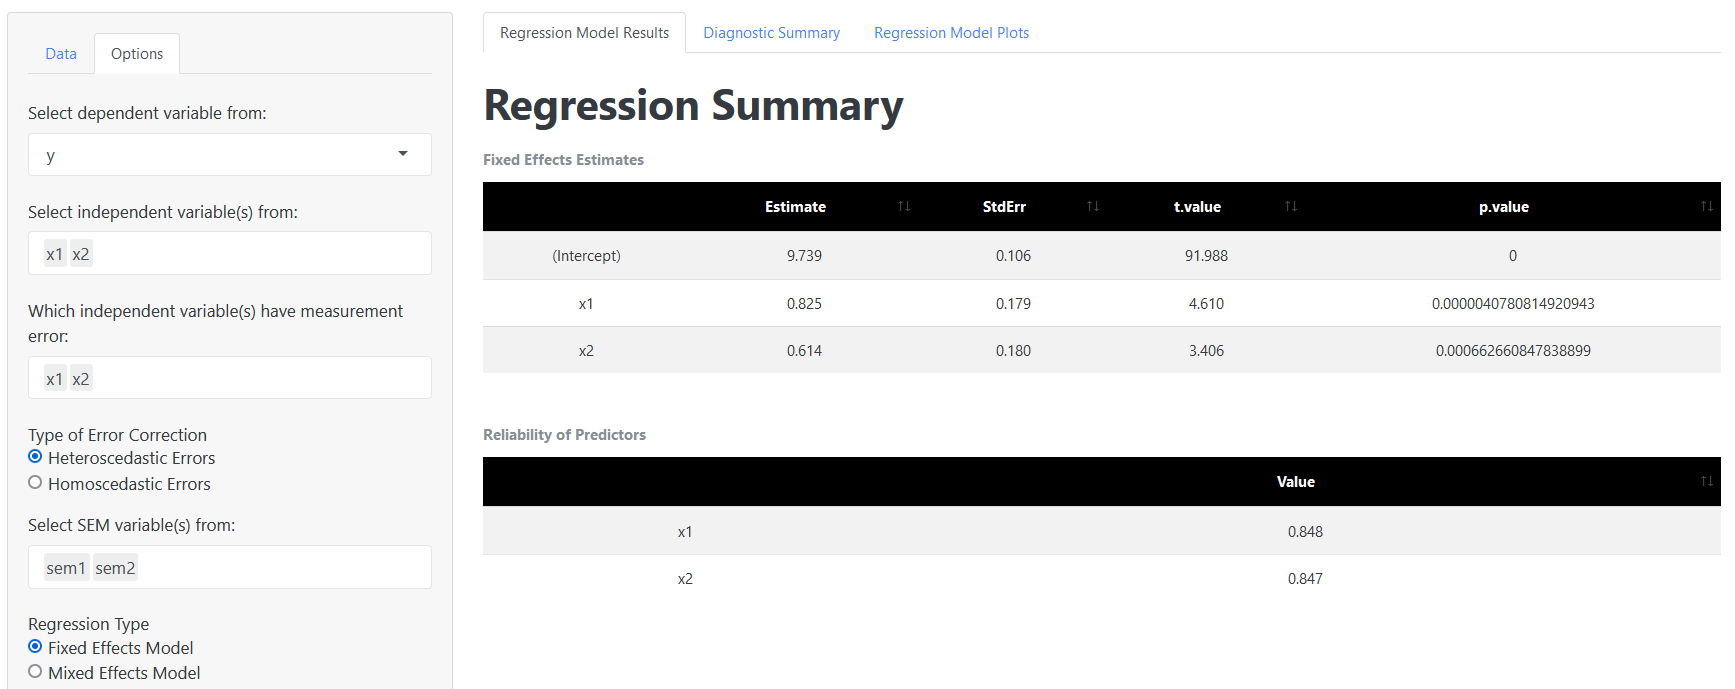 Data Options
Select dependent variable from:
y
Select independent variable(s) from:
x1 x2
Which independent variable(s) have measurement
error:
x1 x2
Type of Error Correction
Heteroscedastic Errors
Homoscedastic Errors
Select SEM variable(s) from:
sem1 sem2
Regression Type
Fixed Effects Model
Mixed Effects Model
Regression Model Results Diagnostic Summary Regression Model Plots
Regression Summary
Fixed Effects Estimates
Estimate StdErr t.value p.value
(Intercept) 9.739 0.106 91.988 0
x1 0.825 0.179 4.610 0.0000040780814920943
x2 0.614 0.180 3.406 0.000662660847838899
Reliability of Predictors
Value
x1 0.848
x2 0.847